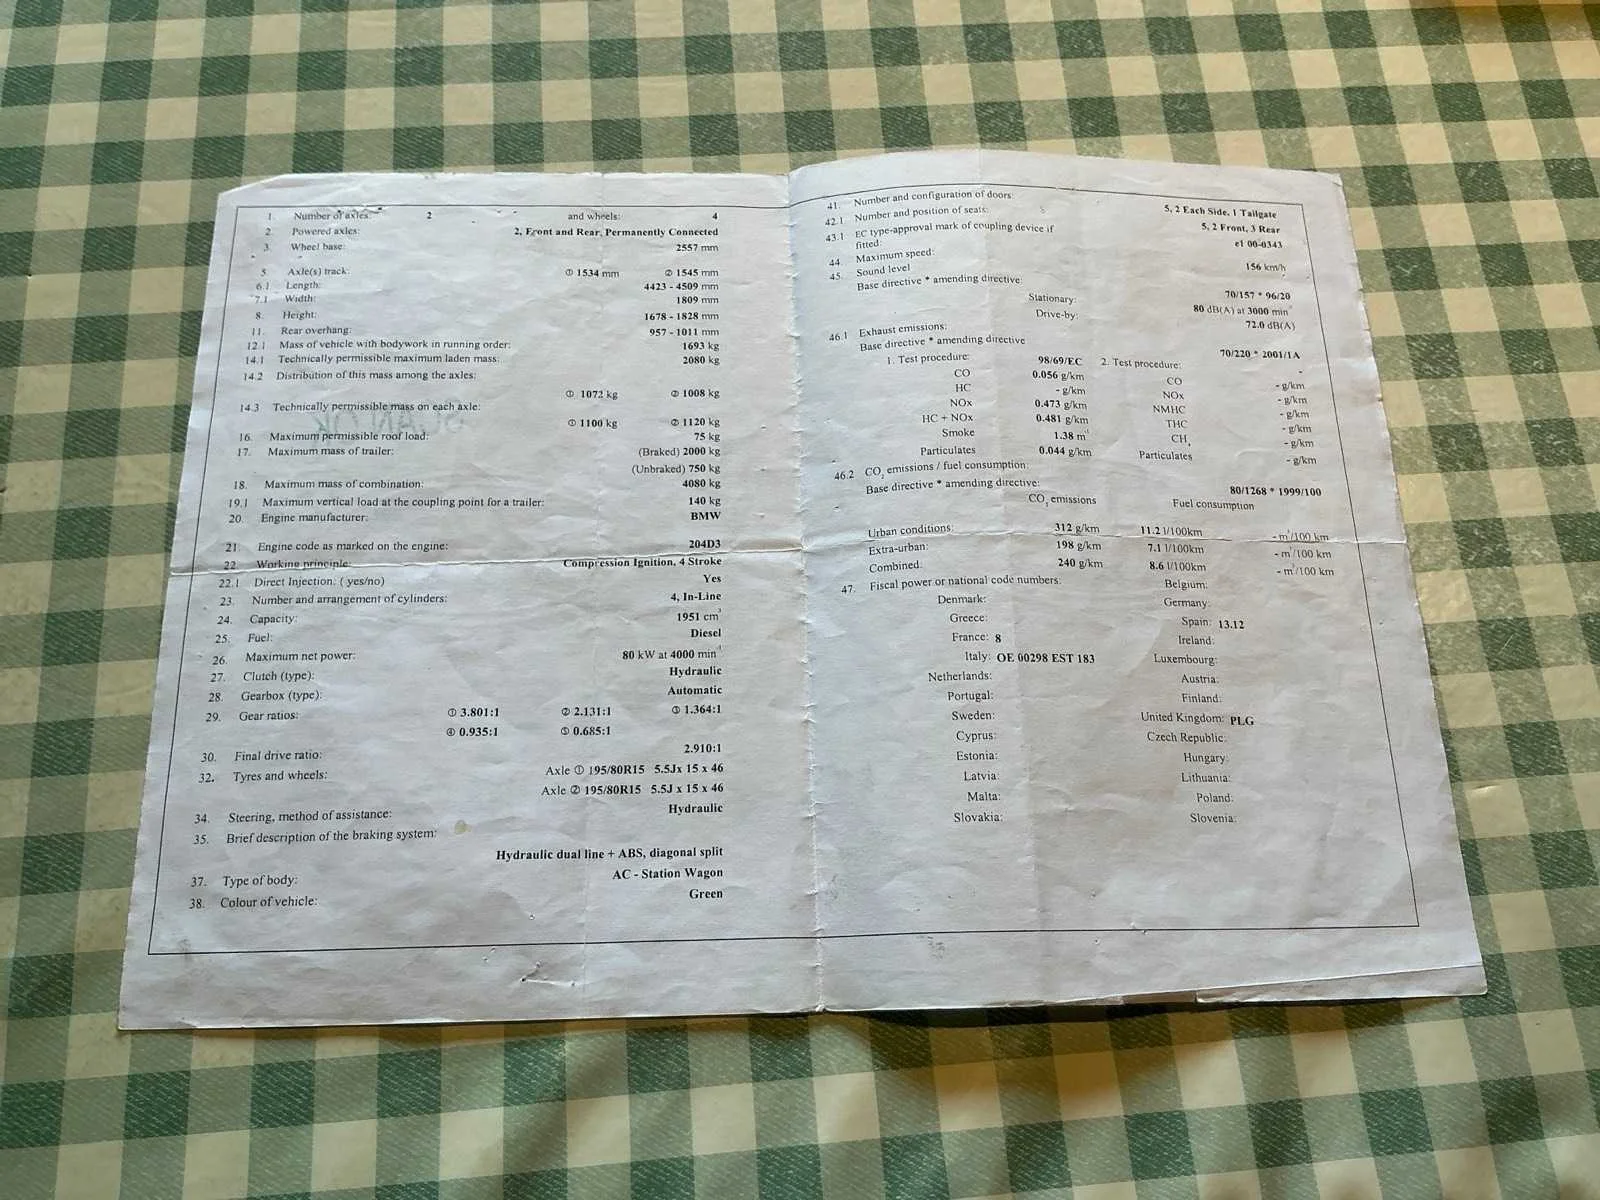 1. Number of axles: 2 and wheels: 4
2. Powered axles: 2, Front and Rear, Permanently Connected
3. Wheel base: 2557 mm
5. Axle(s) track: ① 1534 mm ② 1545 mm
6.1 Length: 4423 - 4509 mm
7.1 Width: 1809 mm
8. Height: 1678 - 1828 mm
11. Rear overhang: 957 - 1011 mm
12.1 Mass of vehicle with bodywork in running order: 1693 kg
14.1 Technically permissible maximum laden mass: 2080 kg
14.2 Distribution of this mass among the axles:
① 1072 kg ② 1008 kg
14.3 Technically permissible mass on each axle:
① 1100 kg ② 1120 kg
16. Maximum permissible roof load: 75 kg
17. Maximum mass of trailer: (Braked) 2000 kg
(Unbraked) 750 kg
18. Maximum mass of combination: 4080 kg
19.1 Maximum vertical load at the coupling point for a trailer: 140 kg
20. Engine manufacturer: BMW
21. Engine code as marked on the engine: 204D3
22. Working principle: Compression Ignition, 4 Stroke
22.1 Direct Injection: (yes/no) Yes
23. Number and arrangement of cylinders: 4, In-Line
24. Capacity: 1951 cm³
25. Fuel: Diesel
26. Maximum net power: 80 kW at 4000 min⁻¹
27. Clutch (type): Hydraulic
28. Gearbox (type): Automatic
29. Gear ratios: ① 3.801:1 ② 2.131:1 ③ 1.364:1
④ 0.935:1 ⑤ 0.685:1
30. Final drive ratio: 2.910:1
32. Tyres and wheels: Axle ① 195/80R15 5.5Jx 15 x 46
Axle ② 195/80R15 5.5J x 15 x 46
34. Steering, method of assistance: Hydraulic
35. Brief description of the braking system:
Hydraulic dual line + ABS, diagonal split
37. Type of body: AC - Station Wagon
38. Colour of vehicle: Green
41. Number and configuration of doors: 5, 2 Each Side, 1 Tailgate
42.1 Number and position of seats: 5, 2 Front, 3 Rear
43.1 EC type-approval mark of coupling device if
fitted: e1 00-0343
44. Maximum speed: 156 km/h
45. Sound level
Base directive * amending directive: 70/157 * 96/20
Stationary: 80 dB(A) at 3000 min⁻¹
Drive-by: 72.0 dB(A)
46.1 Exhaust emissions:
Base directive * amending directive 70/220 * 2001/1A
1. Test procedure: 98/69/EC 2. Test procedure: -
CO 0.056 g/km CO - g/km
HC - g/km NOx - g/km
NOx 0.473 g/km NMHC - g/km
HC + NOx 0.481 g/km THC - g/km
Smoke 1.38 m⁻¹ CH₄ - g/km
Particulates 0.044 g/km Particulates - g/km
46.2 CO₂ emissions / fuel consumption:
Base directive * amending directive: 80/1268 * 1999/100
CO₂ emissions Fuel consumption
Urban conditions: 312 g/km 11.2 l/100km - m³/100 km
Extra-urban: 198 g/km 7.1 l/100km - m³/100 km
Combined: 240 g/km 8.6 l/100km - m³/100 km
47. Fiscal power or national code numbers:
Belgium:
Denmark: Germany:
Greece: Spain: 13.12
France: 8 Ireland:
Italy: OE 00298 EST 183 Luxembourg:
Netherlands: Austria:
Portugal: Finland:
Sweden: United Kingdom: PLG
Cyprus: Czech Republic:
Estonia: Hungary:
Latvia: Lithuania:
Malta: Poland:
Slovakia: Slovenia: